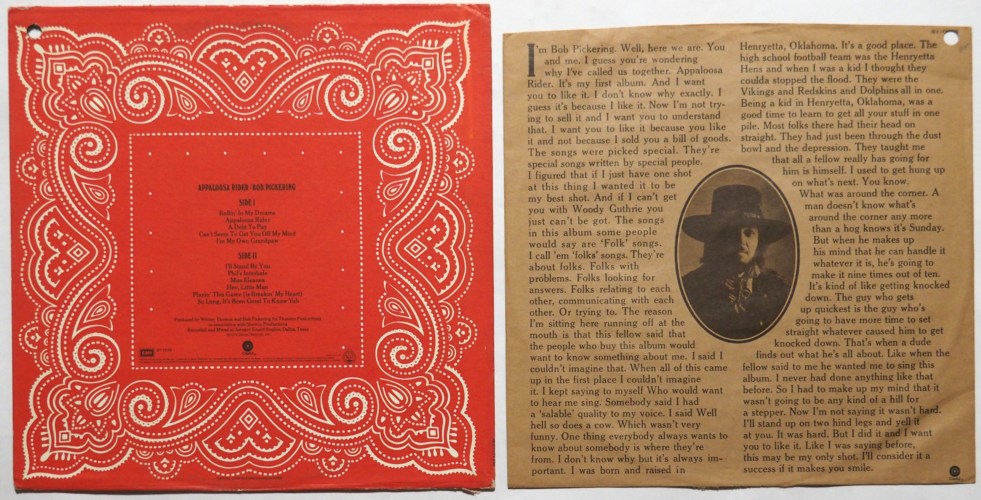 APPALOOSA RIDER / BOB PICKERING
SIDE I
Sailin' In My Dreams
Appaloosa Rider
A Debt To Pay
Can't Seem To Get You Off My Mind
I'm My Own Grandpaw
SIDE II
I'll Stand By You
Phil's Interlude
Miss Eleanor
Hey, Little Man
Playin' This Game (Is Breakin' My Heart)
So Long, It's Been Good To Know Yuh
EMI
I'm Bob Pickering. Well, here we are. You
and me. I guess you're wondering
why I've called us together. Appaloosa
Rider. It's my first album. And I want
you to like it. I don't know why exactly. I
guess it's because I like it. Now I'm not try-
ing to sell it and I want you to understand
that. I want you to like it because you like
it and not because I sold you a bill of goods.
The songs were picked special. They're
special songs written by special people.
I figured that if I just have one shot
at this thing I wanted it to be
my best shot. And if I can't get
you with Woody Guthrie you
just can't be got. The songs
in this album some people
would say are 'Folk' songs.
I call 'em 'folks' songs. They're
about folks. Folks with
problems. Folks looking for
answers. Folks relating to each
other, communicating with each
other. Or trying to. The reason
I'm sitting here running off at the
mouth is that this fellow said that
the people who buy this album would
want to know something about me. I said I
couldn't imagine that. When all of this came
up in the first place I couldn't imagine
it. I kept saying to myself Who would want
to hear me sing. Somebody said I had
a 'salable' quality to my voice. I said Well
hell so does a cow. Which wasn't very
funny. One thing everybody always wants to
know about somebody is where they're
from. I don't know why but it's always im-
portant. I was born and raised in
Henryetta, Oklahoma. It's a good place. The
high school football team was the Henryetta
Hens and when I was a kid I thought they
coulda stopped the flood. They were the
Vikings and Redskins and Dolphins all in one.
Being a kid in Henryetta, Oklahoma, was a
good time to learn to get all your stuff in one
pile. Most folks there had their head on
straight. They had just been through the dust
bowl and the depression. They taught me
that all a fellow really has going for
him is himself. I used to get hung up
on what's next. You know.
What was around the corner. A
man doesn't know what's
around the corner any more
than a hog knows it's Sunday.
But when he makes up
his mind that he can handle it
whatever it is, he's going to
make it nine times out of ten.
It's kind of like getting knocked
down. The guy who gets
up quickest is the guy who's
going to have more time to set
straight whatever caused him to get
knocked down. That's when a dude
finds out what he's all about. Like when the
fellow said to me he wanted me to sing this
album. I never had done anything like that
before. So I had to make up my mind that it
wasn't going to be any kind of a hill for
a stepper. Now I'm not saying it wasn't hard.
I'll stand up on two hind legs and yell it
at you. It was hard. But I did it and I want
you to like it. Like I was saying before,
this may be my only shot. I'll consider it a
success if it makes you smile.